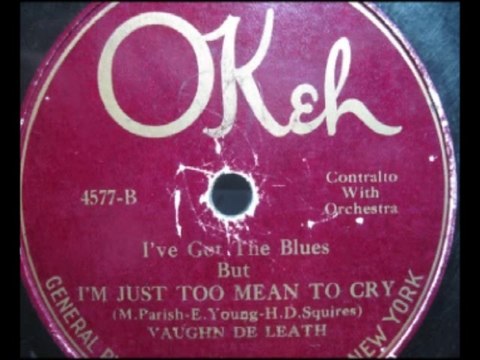 OKeh
4577-B
Contralto
With
Orchestra
I've Got The Blues
But
I'M JUST TOO MEAN TO CRY
(M.Parish-E.Young-H.D.Squires)
VAUGHN DE LEATH
GENERAL
NEW YORK